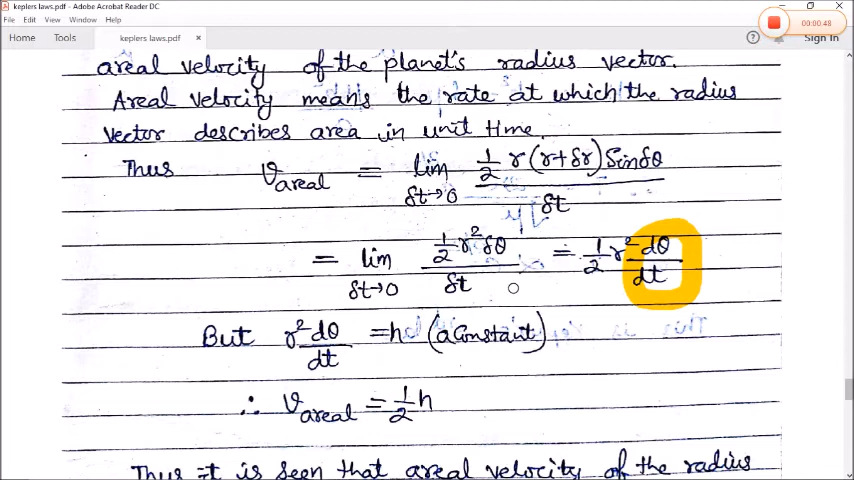 keplers laws.pdf - Adobe Acrobat Reader DC
File Edit View Window Help
00:00:48
Home Tools keplers laws.pdf × Sign In
areal velocity of the planet's radius vector.
Areal Velocity means the rate at which the radius
vector describes area in unit time.
Thus V_areal = lim δt→0 ½ r(r+δr) Sinδθ / δt
= lim δt→0 ½ r² δθ / δt = ½ r² dθ/dt
But r² dθ/dt = h (a Constant)
∴ V_areal = ½ h
Thus it is seen that areal velocity of the radius